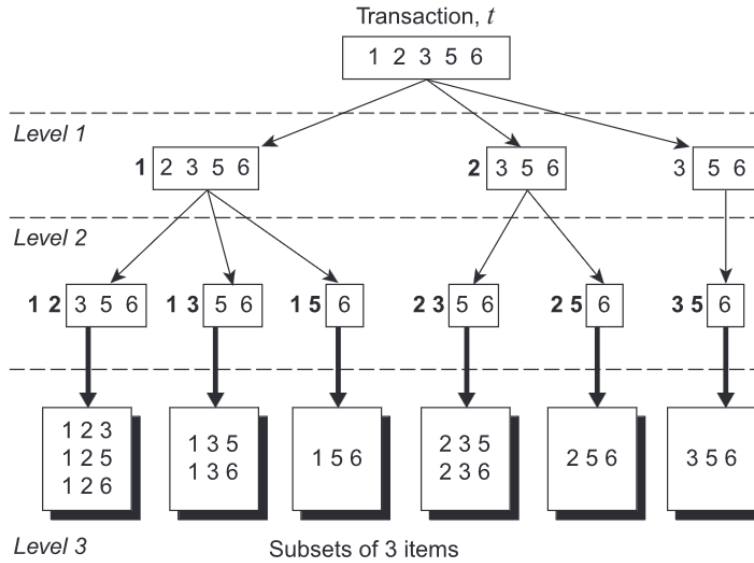 Transaction, t
1 2 3 5 6
Level 1
1 2 3 5 6
2 3 5 6
3 5 6
Level 2
1 2 3 5 6
1 3 5 6
1 5 6
2 3 5 6
2 5 6
3 5 6
1 2 3
1 2 5
1 2 6
1 3 5
1 3 6
1 5 6
2 3 5
2 3 6
2 5 6
3 5 6
Level 3
Subsets of 3 items